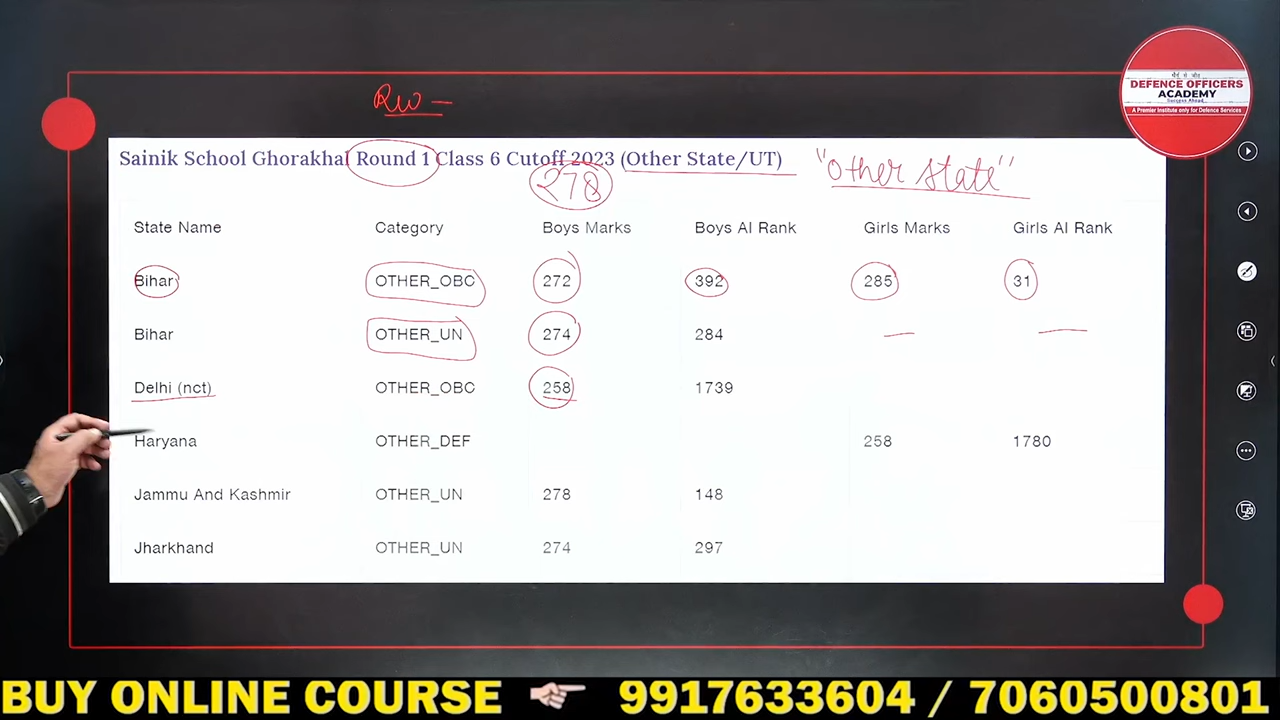 Rw —
शौर्य से जीत
DEFENCE OFFICERS
ACADEMY
A Premier Institute only for Defence Services
Sainik School Ghorakhal Round 1 Class 6 Cutoff 2023 (Other State/UT) "Other State"
278
State Name Category Boys Marks Boys AI Rank Girls Marks Girls AI Rank
Bihar OTHER_OBC 272 392 285 31
Bihar OTHER_UN 274 284 — —
Delhi (nct) OTHER_OBC 258 1739
Haryana OTHER_DEF 258 1780
Jammu And Kashmir OTHER_UN 278 148
Jharkhand OTHER_UN 274 297
BUY ONLINE COURSE 9917633604 / 7060500801